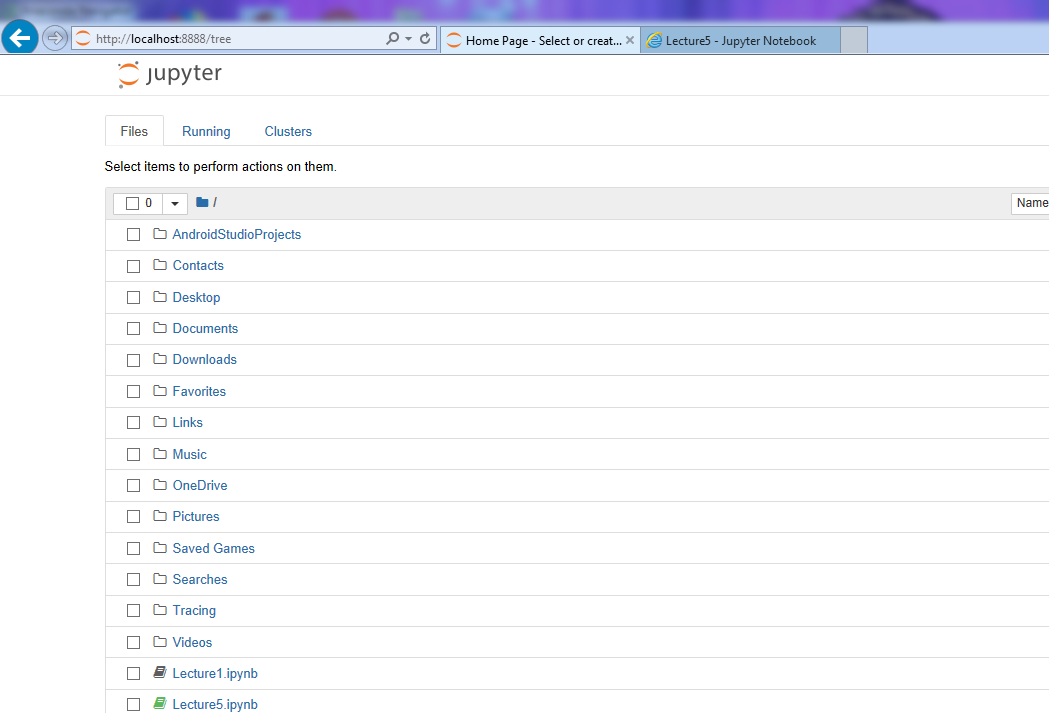 http://localhost:8888/tree
Home Page - Select or creat...
Lecture5 - Jupyter Notebook
jupyter
Files Running Clusters
Select items to perform actions on them.
0 / Name
AndroidStudioProjects
Contacts
Desktop
Documents
Downloads
Favorites
Links
Music
OneDrive
Pictures
Saved Games
Searches
Tracing
Videos
Lecture1.ipynb
Lecture5.ipynb